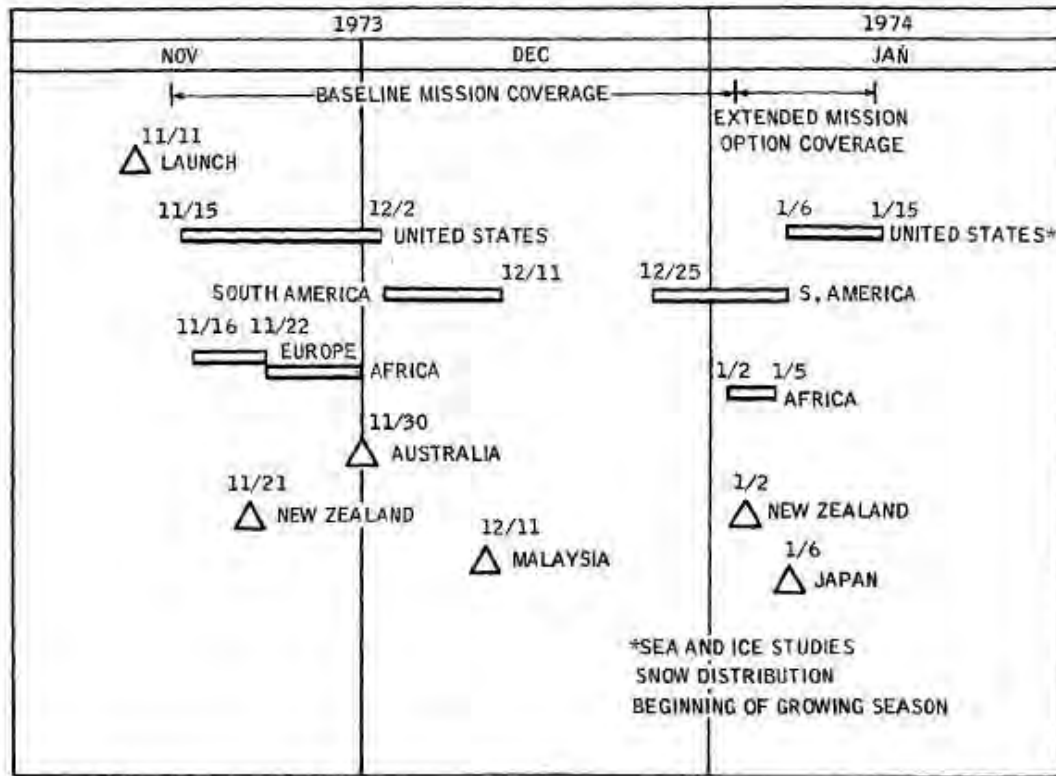 1973 1974
NOV DEC JAN
BASELINE MISSION COVERAGE
EXTENDED MISSION
OPTION COVERAGE
11/11
LAUNCH
11/15 12/2 1/6 1/15
UNITED STATES UNITED STATES*
12/11 12/25
SOUTH AMERICA S. AMERICA
11/16 11/22
EUROPE
AFRICA
1/2 1/5
AFRICA
11/30
AUSTRALIA
11/21 1/2
NEW ZEALAND NEW ZEALAND
12/11
MALAYSIA
1/6
JAPAN
*SEA AND ICE STUDIES
SNOW DISTRIBUTION
BEGINNING OF GROWING SEASON